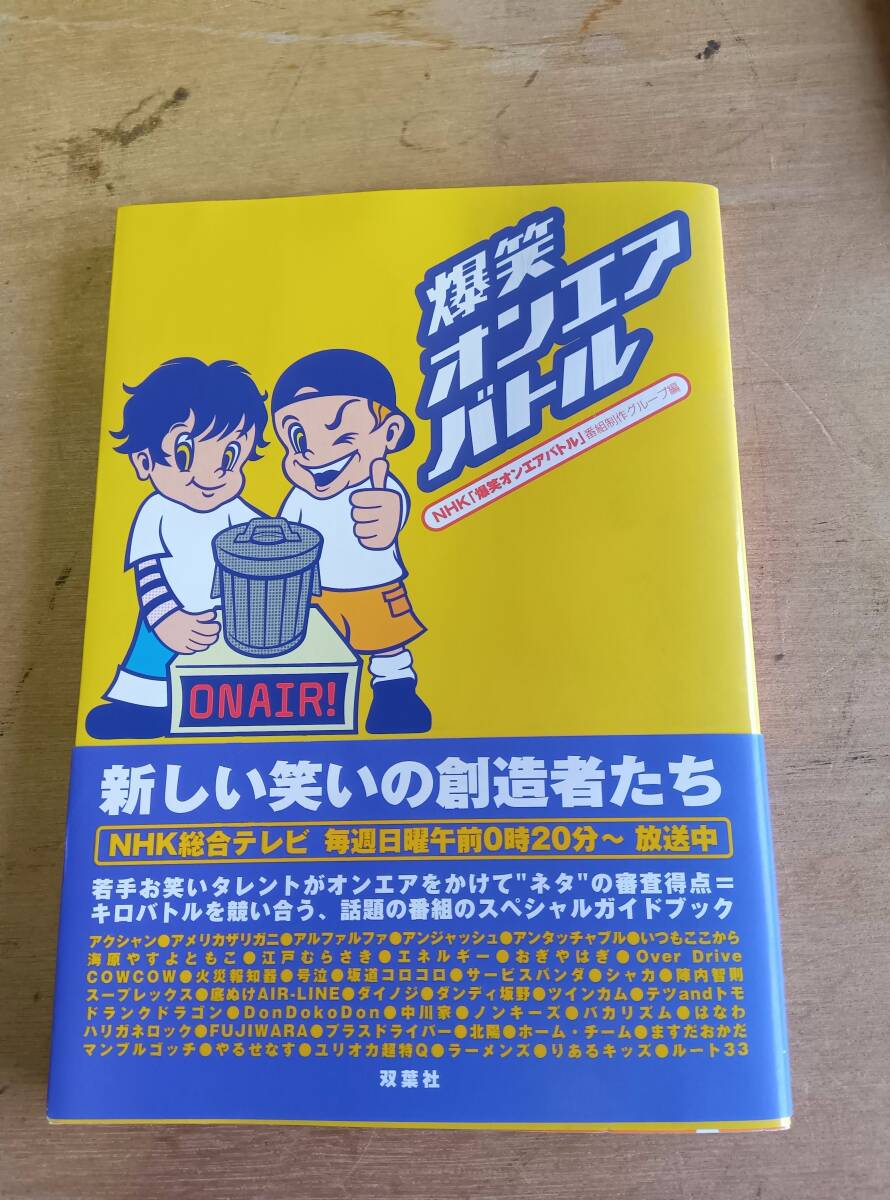 爆笑
オンエア
バトル
NHK「爆笑オンエアバトル」番組制作グループ編
ON AIR!
新しい笑いの創造者たち
NHK総合テレビ 毎週日曜午前0時20分～ 放送中
若手お笑いタレントがオンエアをかけて"ネタ"の審査得点＝
キロバトルを競い合う、話題の番組のスペシャルガイドブック
アクシャン●アメリカザリガニ●アルファルファ●アンジャッシュ●アンタッチャブル●いつもここから
海原やすよともこ●江戸むらさき●エネルギー●おぎやはぎ●Over Drive
COWCOW●火災報知器●号泣●坂道コロコロ●サービスパンダ●シャカ●陣内智則
スープレックス●底ぬけAIR-LINE●ダイノジ●ダンディ坂野●ツインカム●テツandトモ
ドランクドラゴン●DonDokoDon●中川家●ノンキーズ●バカリズム●はなわ
ハリガネロック●FUJIWARA●プラスドライバー●北陽●ホーム・チーム●ますだおかだ
マンブルゴッチ●やるせなす●ユリオカ超特Q●ラーメンズ●りあるキッズ●ルート33
双葉社